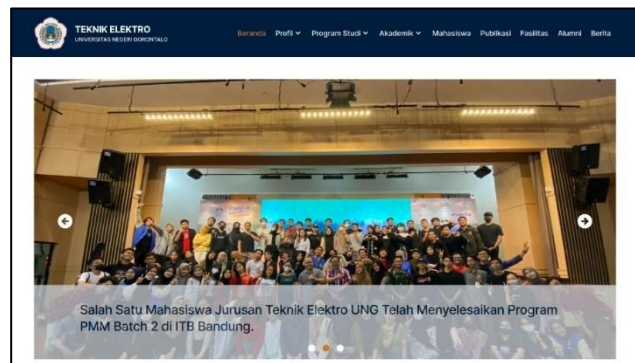 TEKNIK ELEKTRO
UNIVERSITAS NEGERI GORONTALO
Beranda Profil Program Studi Akademik Mahasiswa Publikasi Fasilitas Alumni Berita
Salah Satu Mahasiswa Jurusan Teknik Elektro UNG Telah Menyelesaikan Program
PMM Batch 2 di ITB Bandung.